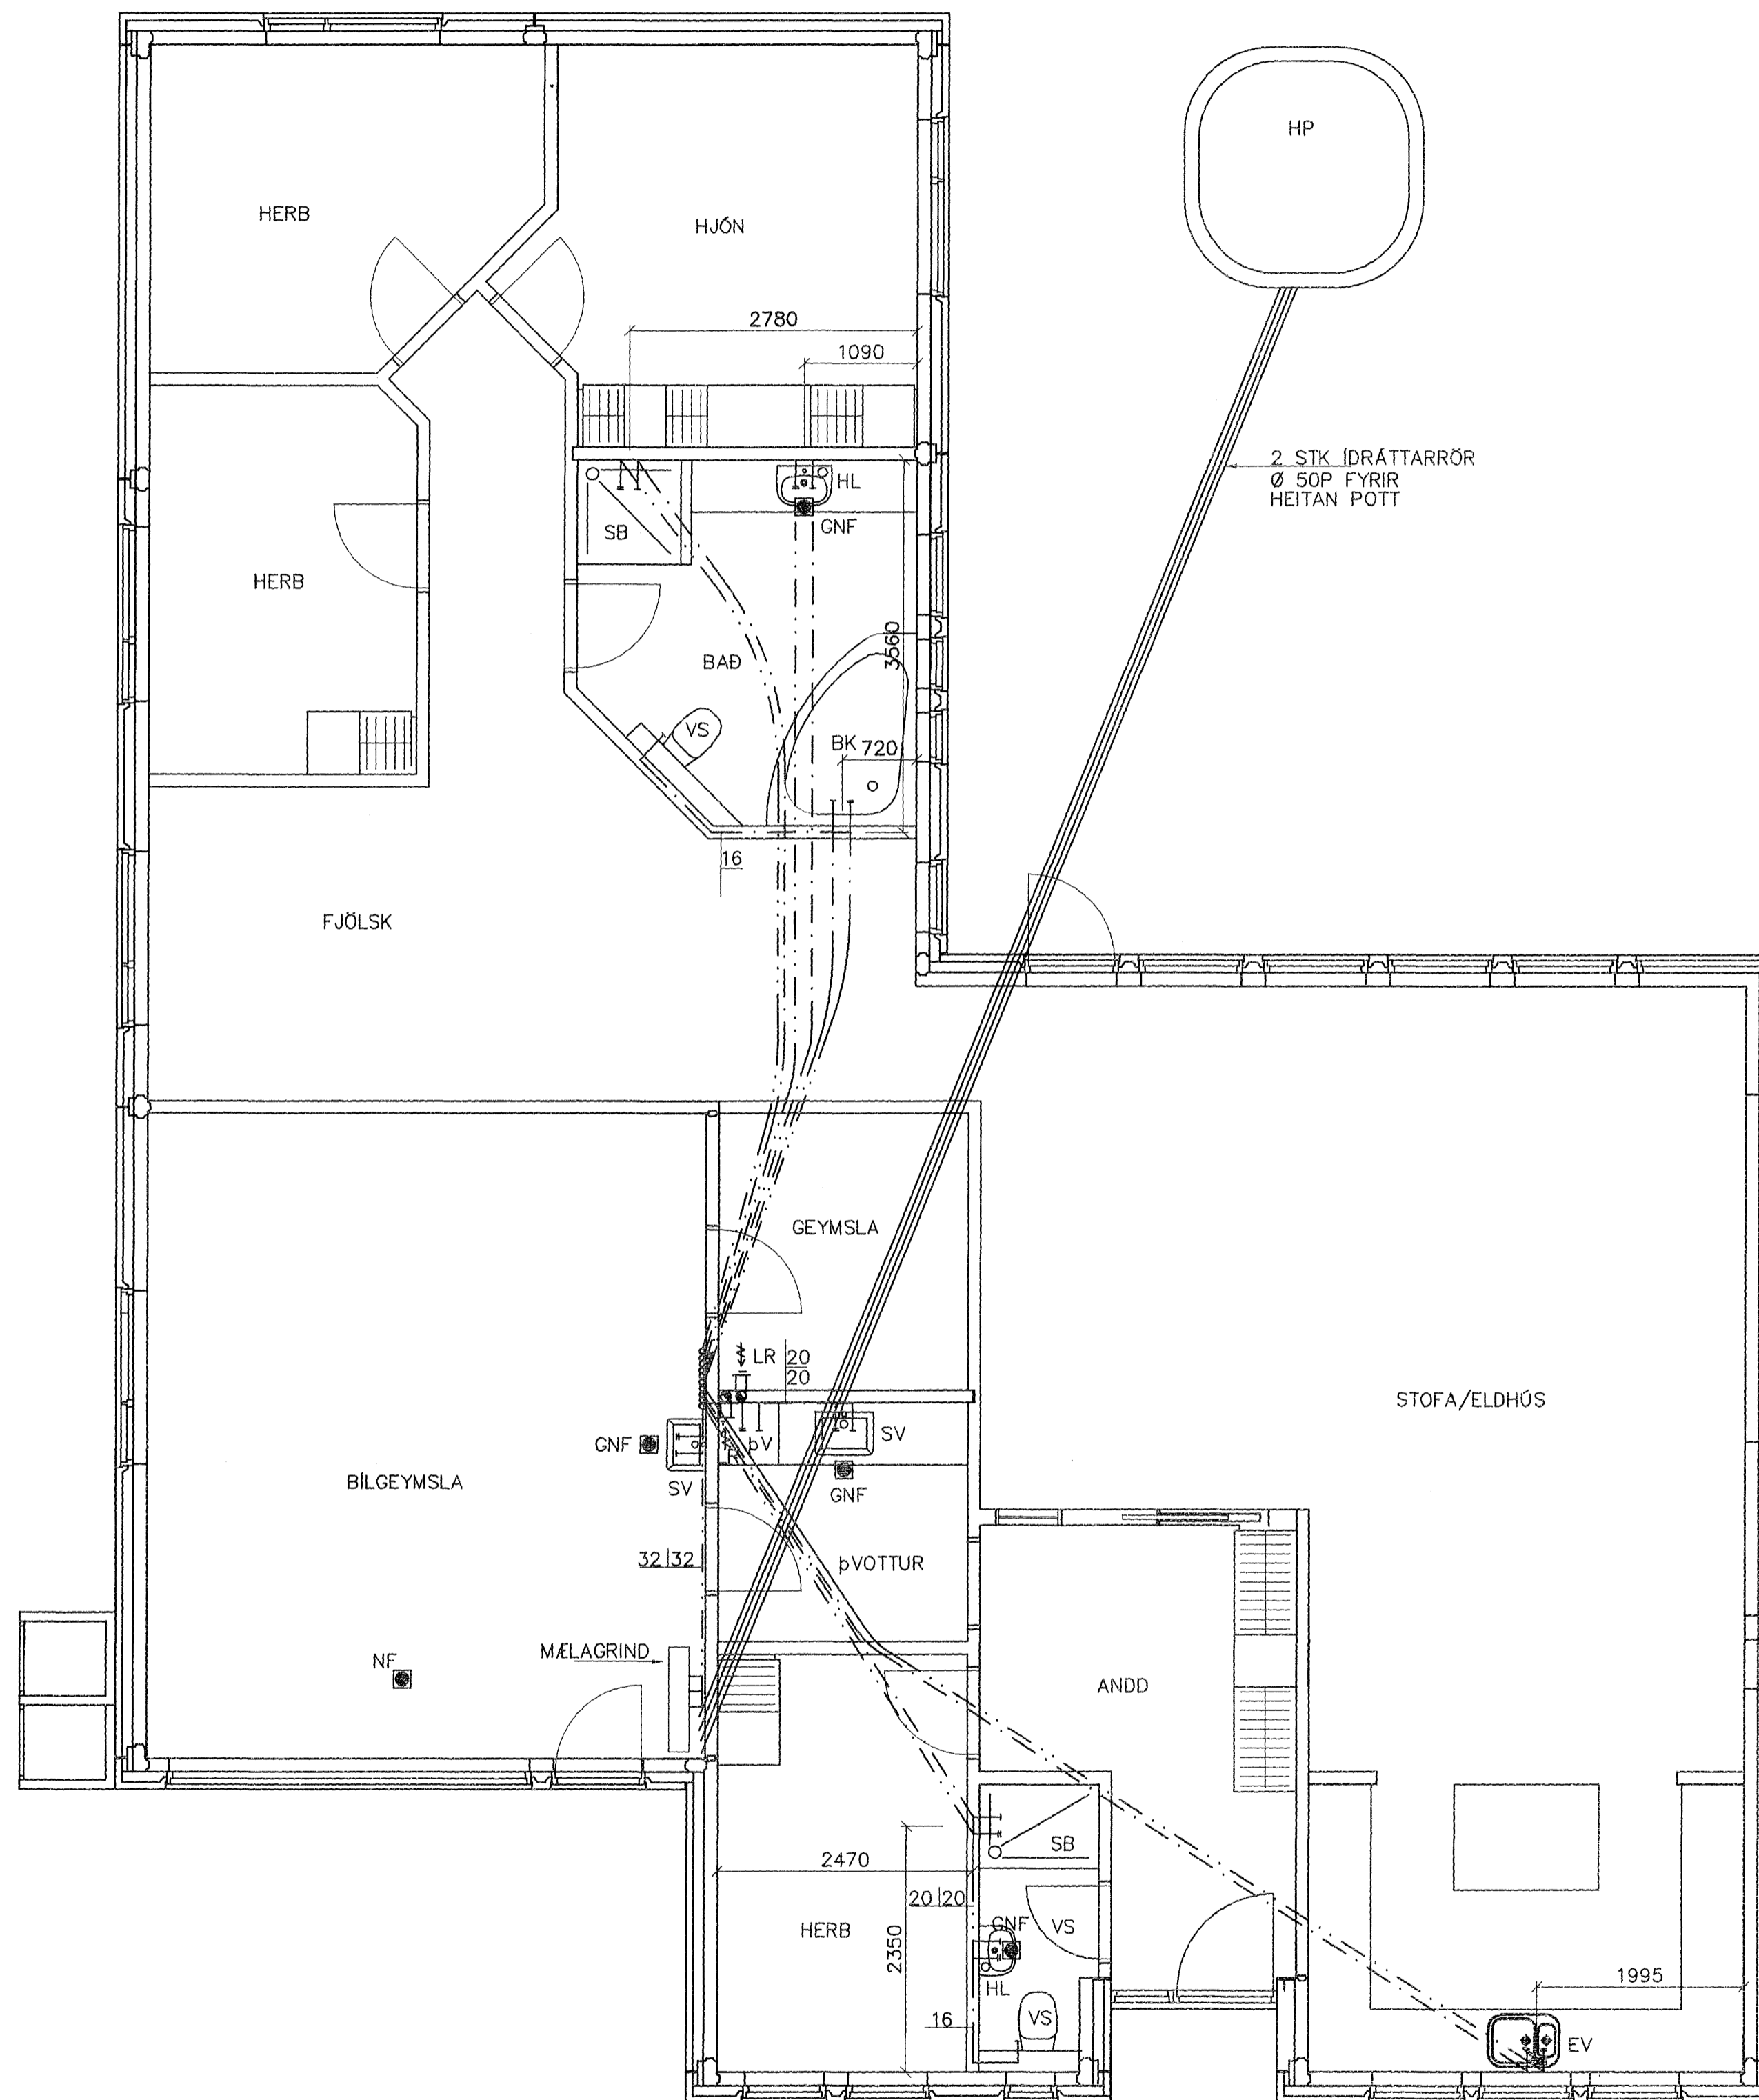 HP
HERB
HJÓN
2780
1090
2 STK ÍDRÁTTARRÖR
Ø 50P FYRIR
HEITAN POTT
HL
GNF
SB
HERB
3560
BAÐ
VS
BK
720
16
FJÖLSK
GEYMSLA
LR
20
20
STOFA/ELDHÚS
GNF
SV
þV
SV
GNF
BÍLGEYMSLA
32 32
þVOTTUR
NF
MÆLAGRIND
ANDD
SB
2470
20 20
HERB
2350
GNF
VS
HL
16
VS
1995
EV